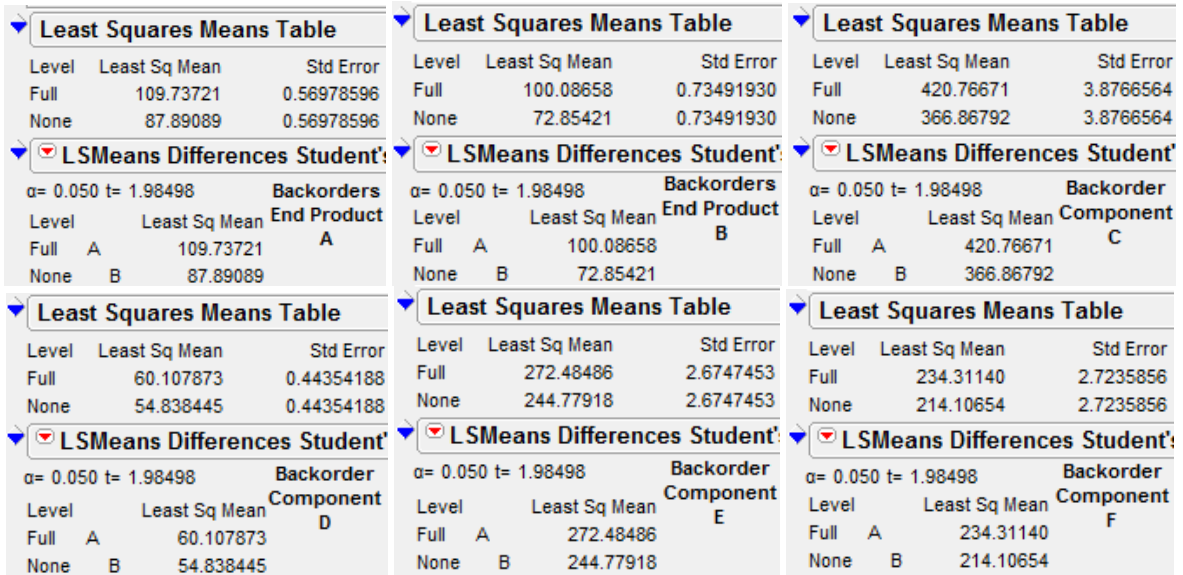 Least Squares Means Table
Level Least Sq Mean Std Error
Full 109.73721 0.56978596
None 87.89089 0.56978596
LSMeans Differences Student's
α= 0.050 t= 1.98498
Backorders
End Product
A
Level Least Sq Mean
Full A 109.73721
None B 87.89089
Least Squares Means Table
Level Least Sq Mean Std Error
Full 100.08658 0.73491930
None 72.85421 0.73491930
LSMeans Differences Student's
α= 0.050 t= 1.98498
Backorders
End Product
B
Level Least Sq Mean
Full A 100.08658
None B 72.85421
Least Squares Means Table
Level Least Sq Mean Std Error
Full 420.76671 3.8766564
None 366.86792 3.8766564
LSMeans Differences Student'
α= 0.050 t= 1.98498
Backorder
Component
C
Level Least Sq Mean
Full A 420.76671
None B 366.86792
Least Squares Means Table
Level Least Sq Mean Std Error
Full 60.107873 0.44354188
None 54.838445 0.44354188
LSMeans Differences Student'
α= 0.050 t= 1.98498
Backorder
Component
D
Level Least Sq Mean
Full A 60.107873
None B 54.838445
Least Squares Means Table
Level Least Sq Mean Std Error
Full 272.48486 2.6747453
None 244.77918 2.6747453
LSMeans Differences Student's
α= 0.050 t= 1.98498
Backorder
Component
E
Level Least Sq Mean
Full A 272.48486
None B 244.77918
Least Squares Means Table
Level Least Sq Mean Std Error
Full 234.31140 2.7235856
None 214.10654 2.7235856
LSMeans Differences Student's
α= 0.050 t= 1.98498
Backorder
Component
F
Level Least Sq Mean
Full A 234.31140
None B 214.10654